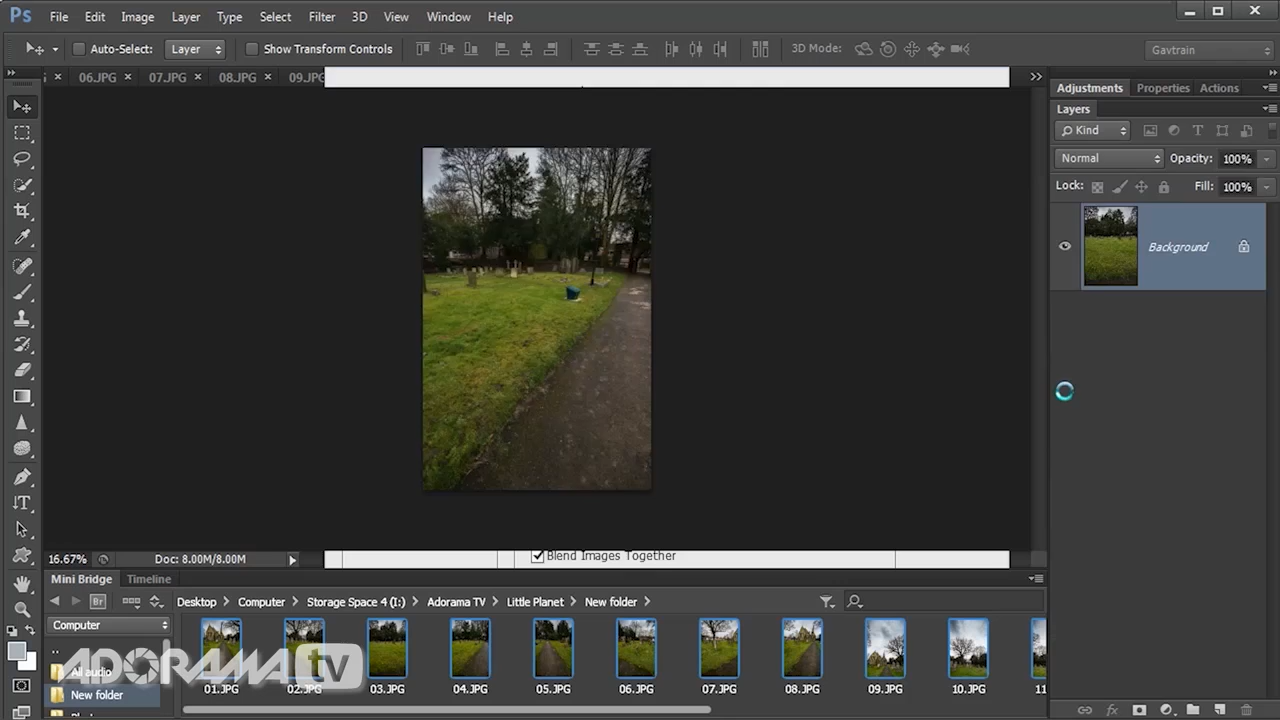 Ps File Edit Image Layer Type Select Filter 3D View Window Help
Auto-Select: Layer Show Transform Controls 3D Mode: Gavtrain
06.JPG × 07.JPG × 08.JPG × 09.JPG
Adjustments Properties Actions
Layers
Kind
Normal Opacity: 100%
Lock: Fill: 100%
Background
Blend Images Together
16.67% Doc: 8.00M/8.00M
Mini Bridge Timeline
Br Desktop Computer Storage Space 4 (I:) Adorama TV Little Planet New folder
Computer
..
All audio
New folder
01.JPG 02.JPG 03.JPG 04.JPG 05.JPG 06.JPG 07.JPG 08.JPG 09.JPG 10.JPG 11
ADORAMA tv